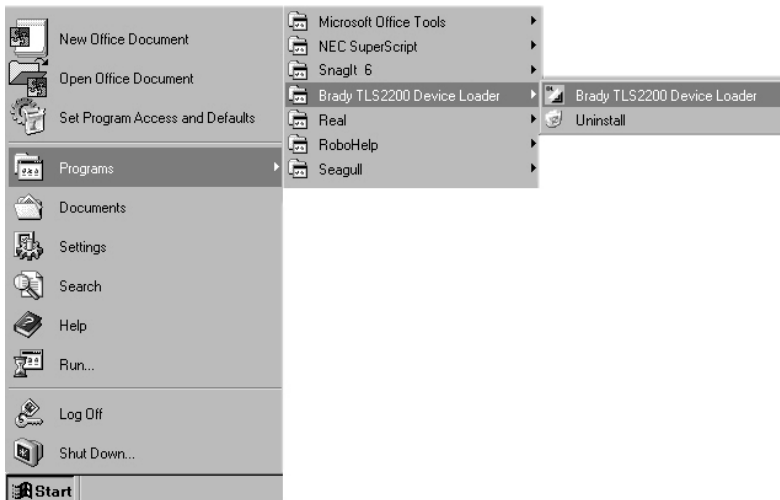 New Office Document
Open Office Document
Set Program Access and Defaults
Programs
Documents
Settings
Search
Help
Run...
Log Off
Shut Down...
Start
Microsoft Office Tools
NEC SuperScript
SnagIt 6
Brady TLS2200 Device Loader
Real
RoboHelp
Seagull
Brady TLS2200 Device Loader
Uninstall